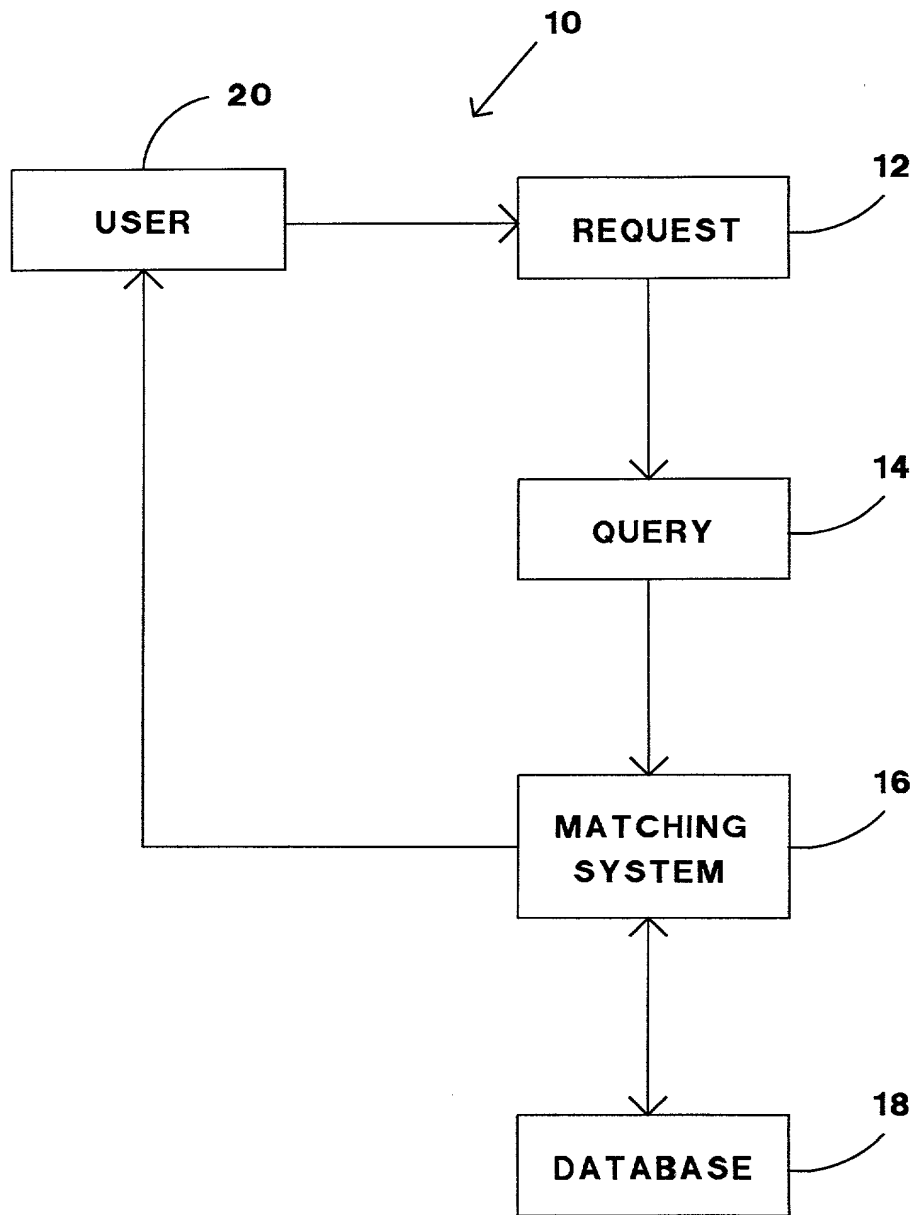 10
20
12
USER
REQUEST
14
QUERY
16
MATCHING
SYSTEM
18
DATABASE